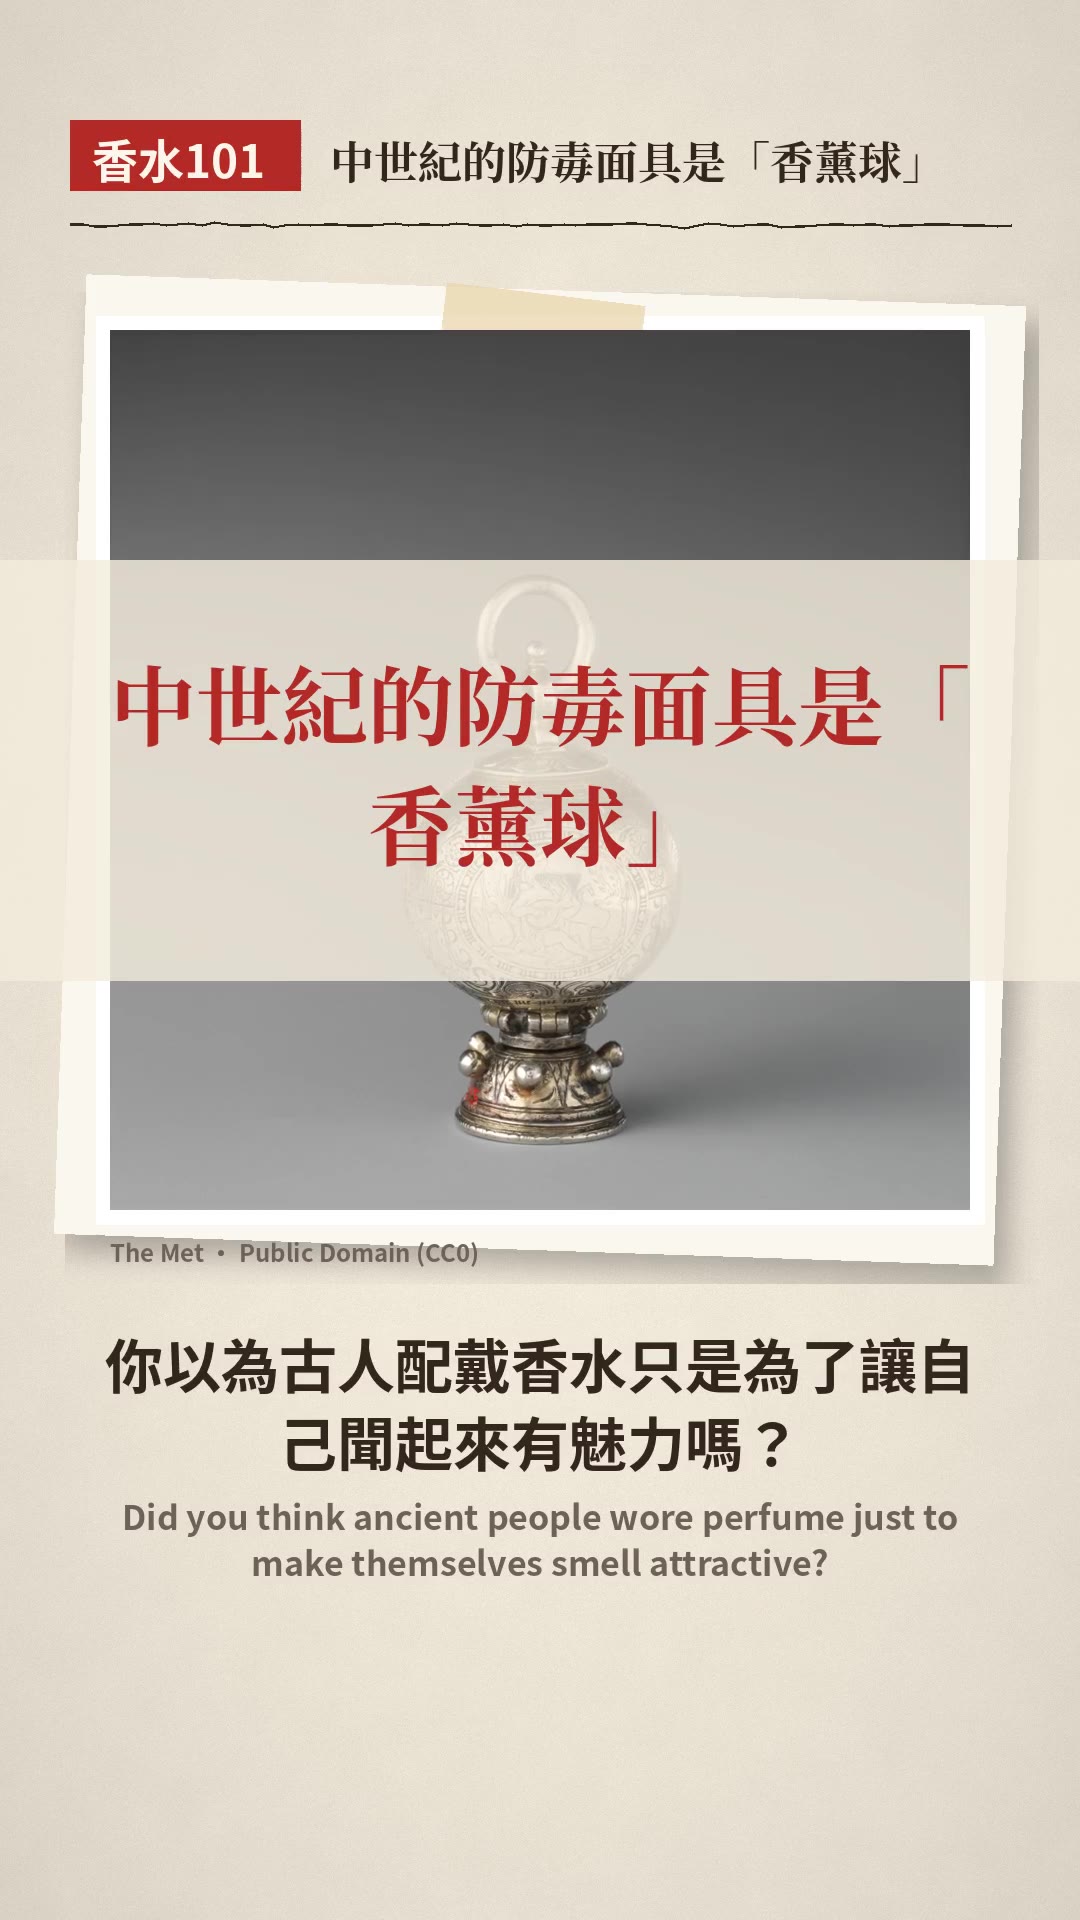 香水101
中世紀的防毒面具是「香薰球」
中世紀的防毒面具是「
香薰球」
The Met • Public Domain (CC0)
你以為古人配戴香水只是為了讓自
己聞起來有魅力嗎？
Did you think ancient people wore perfume just to
make themselves smell attractive?